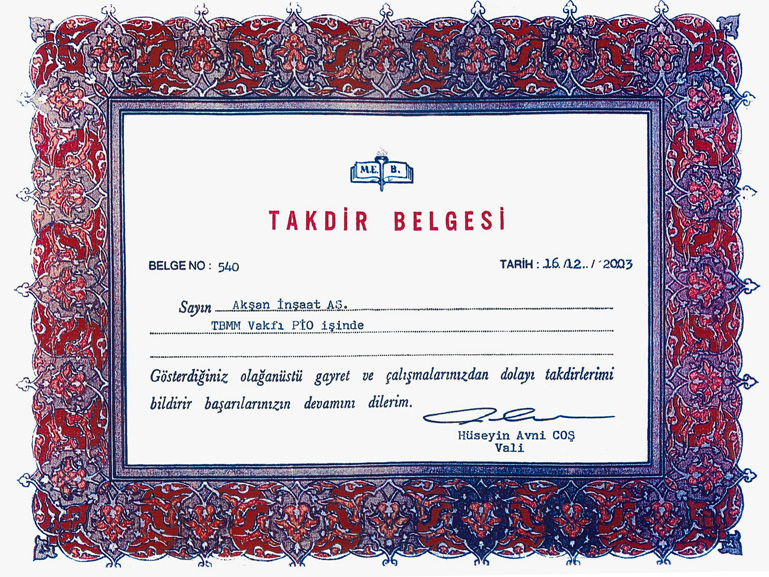 M.E. B.
TAKDİR BELGESİ
BELGE NO : 540
TARİH : 16./12../ 2003
Sayın Akşan İnşaat AŞ.
TBMM Vakfı PİO işinde
Gösterdiğiniz olağanüstü gayret ve çalışmalarınızdan dolayı takdirlerimi
bildirir başarılarınızın devamını dilerim.
Hüseyin Avni COŞ
Vali